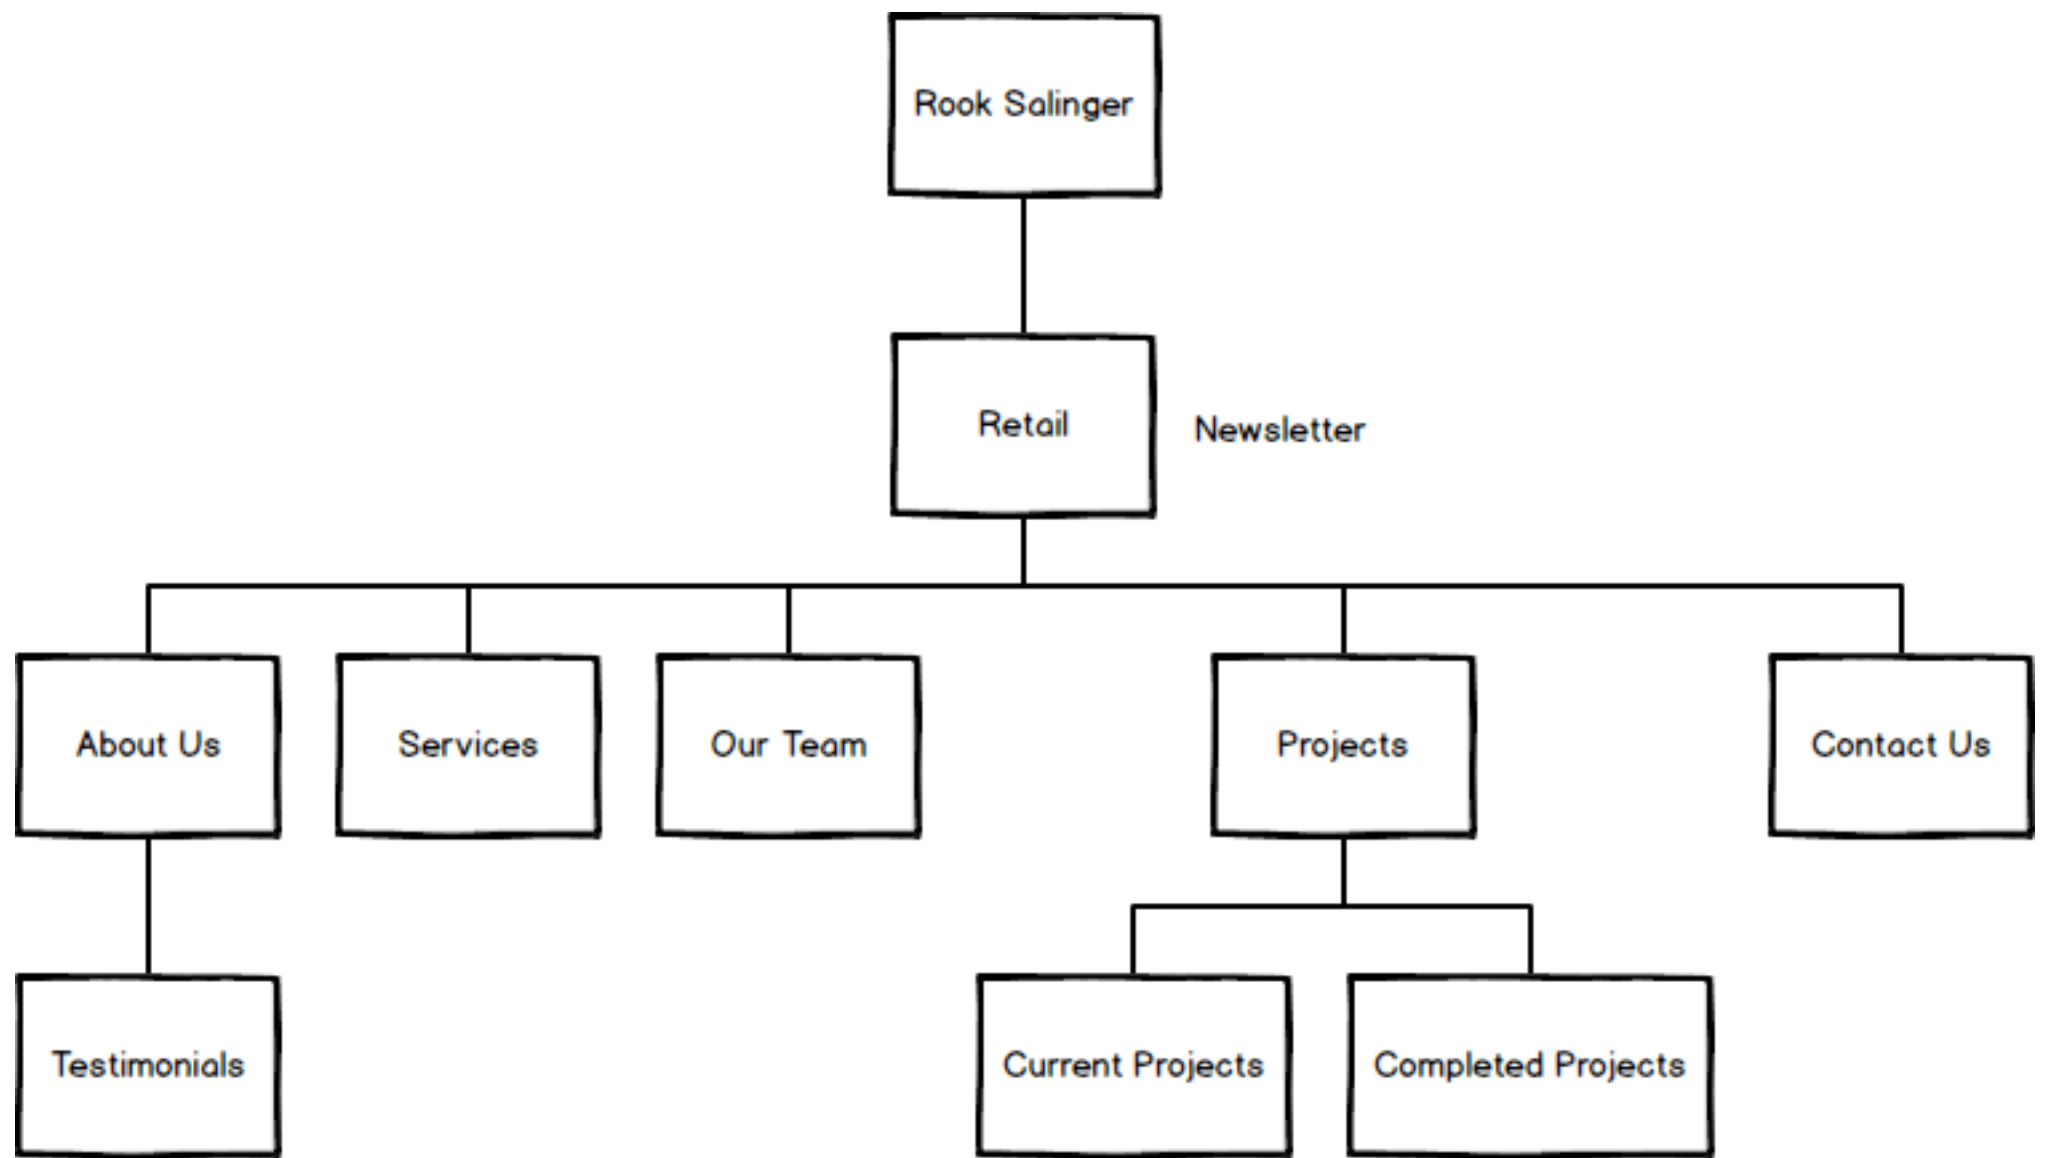 Rook Salinger
Retail
Newsletter
About Us
Services
Our Team
Projects
Contact Us
Testimonials
Current Projects
Completed Projects